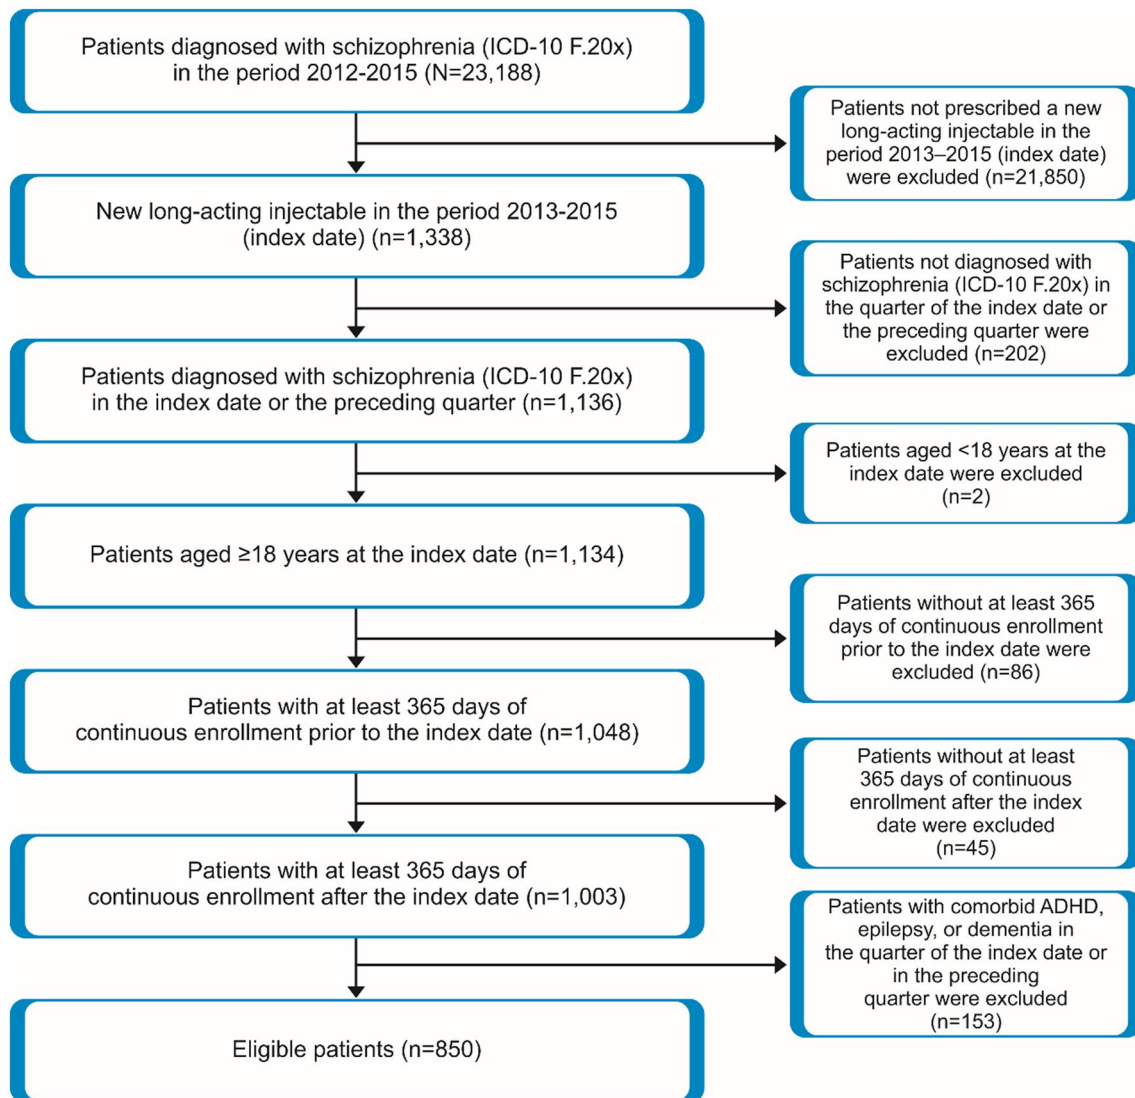 Patients diagnosed with schizophrenia (ICD-10 F.20x)
in the period 2012-2015 (N=23,188)
Patients not prescribed a new
long-acting injectable in the
period 2013–2015 (index date)
were excluded (n=21,850)
New long-acting injectable in the period 2013-2015
(index date) (n=1,338)
Patients not diagnosed with
schizophrenia (ICD-10 F.20x) in
the quarter of the index date or
the preceding quarter were
excluded (n=202)
Patients diagnosed with schizophrenia (ICD-10 F.20x)
in the index date or the preceding quarter (n=1,136)
Patients aged <18 years at the
index date were excluded
(n=2)
Patients aged ≥18 years at the index date (n=1,134)
Patients without at least 365
days of continuous enrollment
prior to the index date were
excluded (n=86)
Patients with at least 365 days of
continuous enrollment prior to the index date (n=1,048)
Patients without at least
365 days of continuous
enrollment after the index
date were excluded
(n=45)
Patients with at least 365 days of
continuous enrollment after the index date (n=1,003)
Patients with comorbid ADHD,
epilepsy, or dementia in
the quarter of the index date or
in the preceding
quarter were excluded
(n=153)
Eligible patients (n=850)